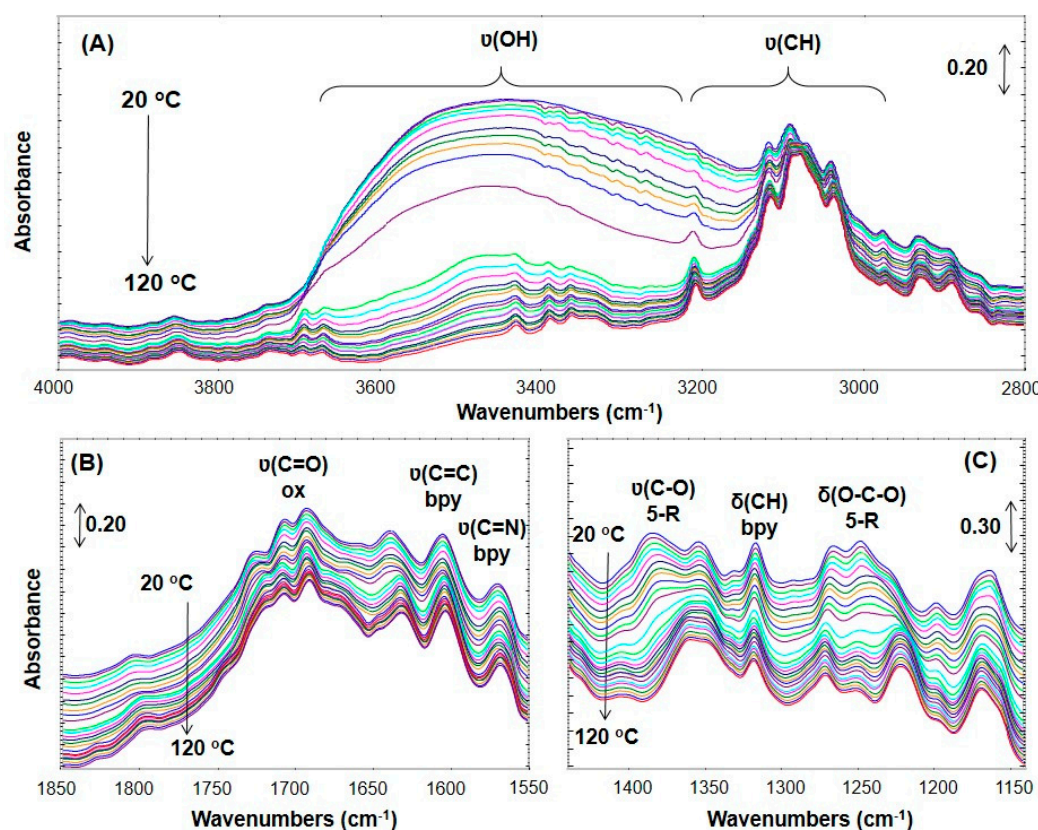 (A)
υ(OH)
υ(CH)
0.20
20 °C
120 °C
Absorbance
4000 3800 3600 3400 3200 3000 2800
Wavenumbers (cm-1)
(B)
υ(C=O)
ox
υ(C=C)
bpy
υ(C=N)
bpy
0.20
20 °C
120 °C
Absorbance
1850 1800 1750 1700 1650 1600 1550
Wavenumbers (cm-1)
(C)
υ(C-O)
5-R
δ(CH)
bpy
δ(O-C-O)
5-R
0.30
20 °C
120 °C
1400 1350 1300 1250 1200 1150
Wavenumbers (cm-1)